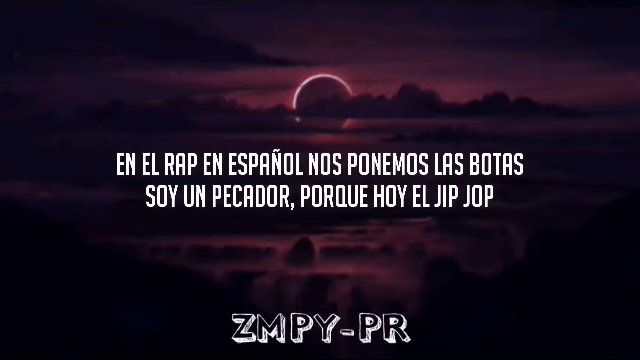 EN EL RAP EN ESPAÑOL NOS PONEMOS LAS BOTAS
SOY UN PECADOR, PORQUE HOY EL JIP JOP
ZMPY-PR